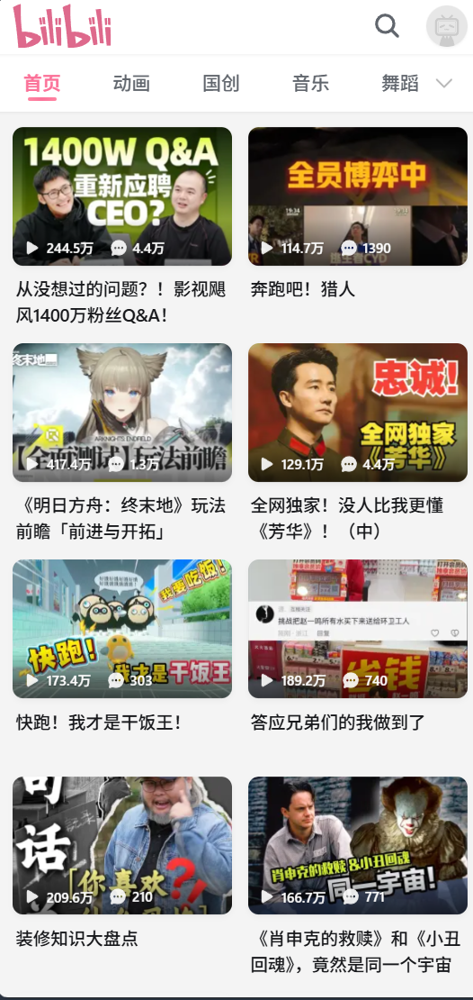 bilibili
首页 动画 国创 音乐 舞蹈
1400W Q&A
重新应聘
CEO?
244.5万 4.4万
从没想过的问题？！影视飓
风1400万粉丝Q&A！
全员博弈中
114.7万 1390
奔跑吧！猎人
终末地
ARKNIGHTS ENDFIELD
【全面测试】玩法前瞻
417.4万 1.3万
《明日方舟：终末地》玩法
前瞻「前进与开拓」
忠诚!
全网独家
《芳华》
129.1万 4.4万
全网独家！没人比我更懂
《芳华》！（中）
我要吃饭!
快跑!
我才是干饭王
173.4万 303
快跑！我才是干饭王！
挑战把赵一鸣所有水买下来送给环卫工人
回复
省钱
189.2万 740
答应兄弟们的我做到了
句
话
你喜欢
209.6万 210
装修知识大盘点
肖申克的救赎&小丑回魂
同一宇宙!
166.7万 771
《肖申克的救赎》和《小丑
回魂》，竟然是同一个宇宙